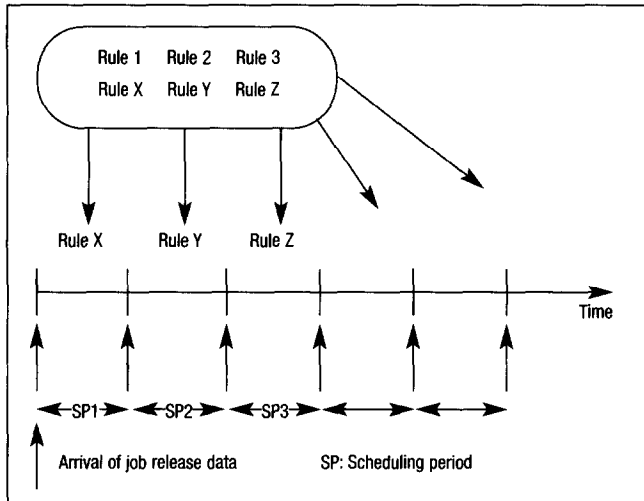 Rule 1 Rule 2 Rule 3
Rule X Rule Y Rule Z
Rule X Rule Y Rule Z
Time
SP1 SP2 SP3
Arrival of job release data SP: Scheduling period